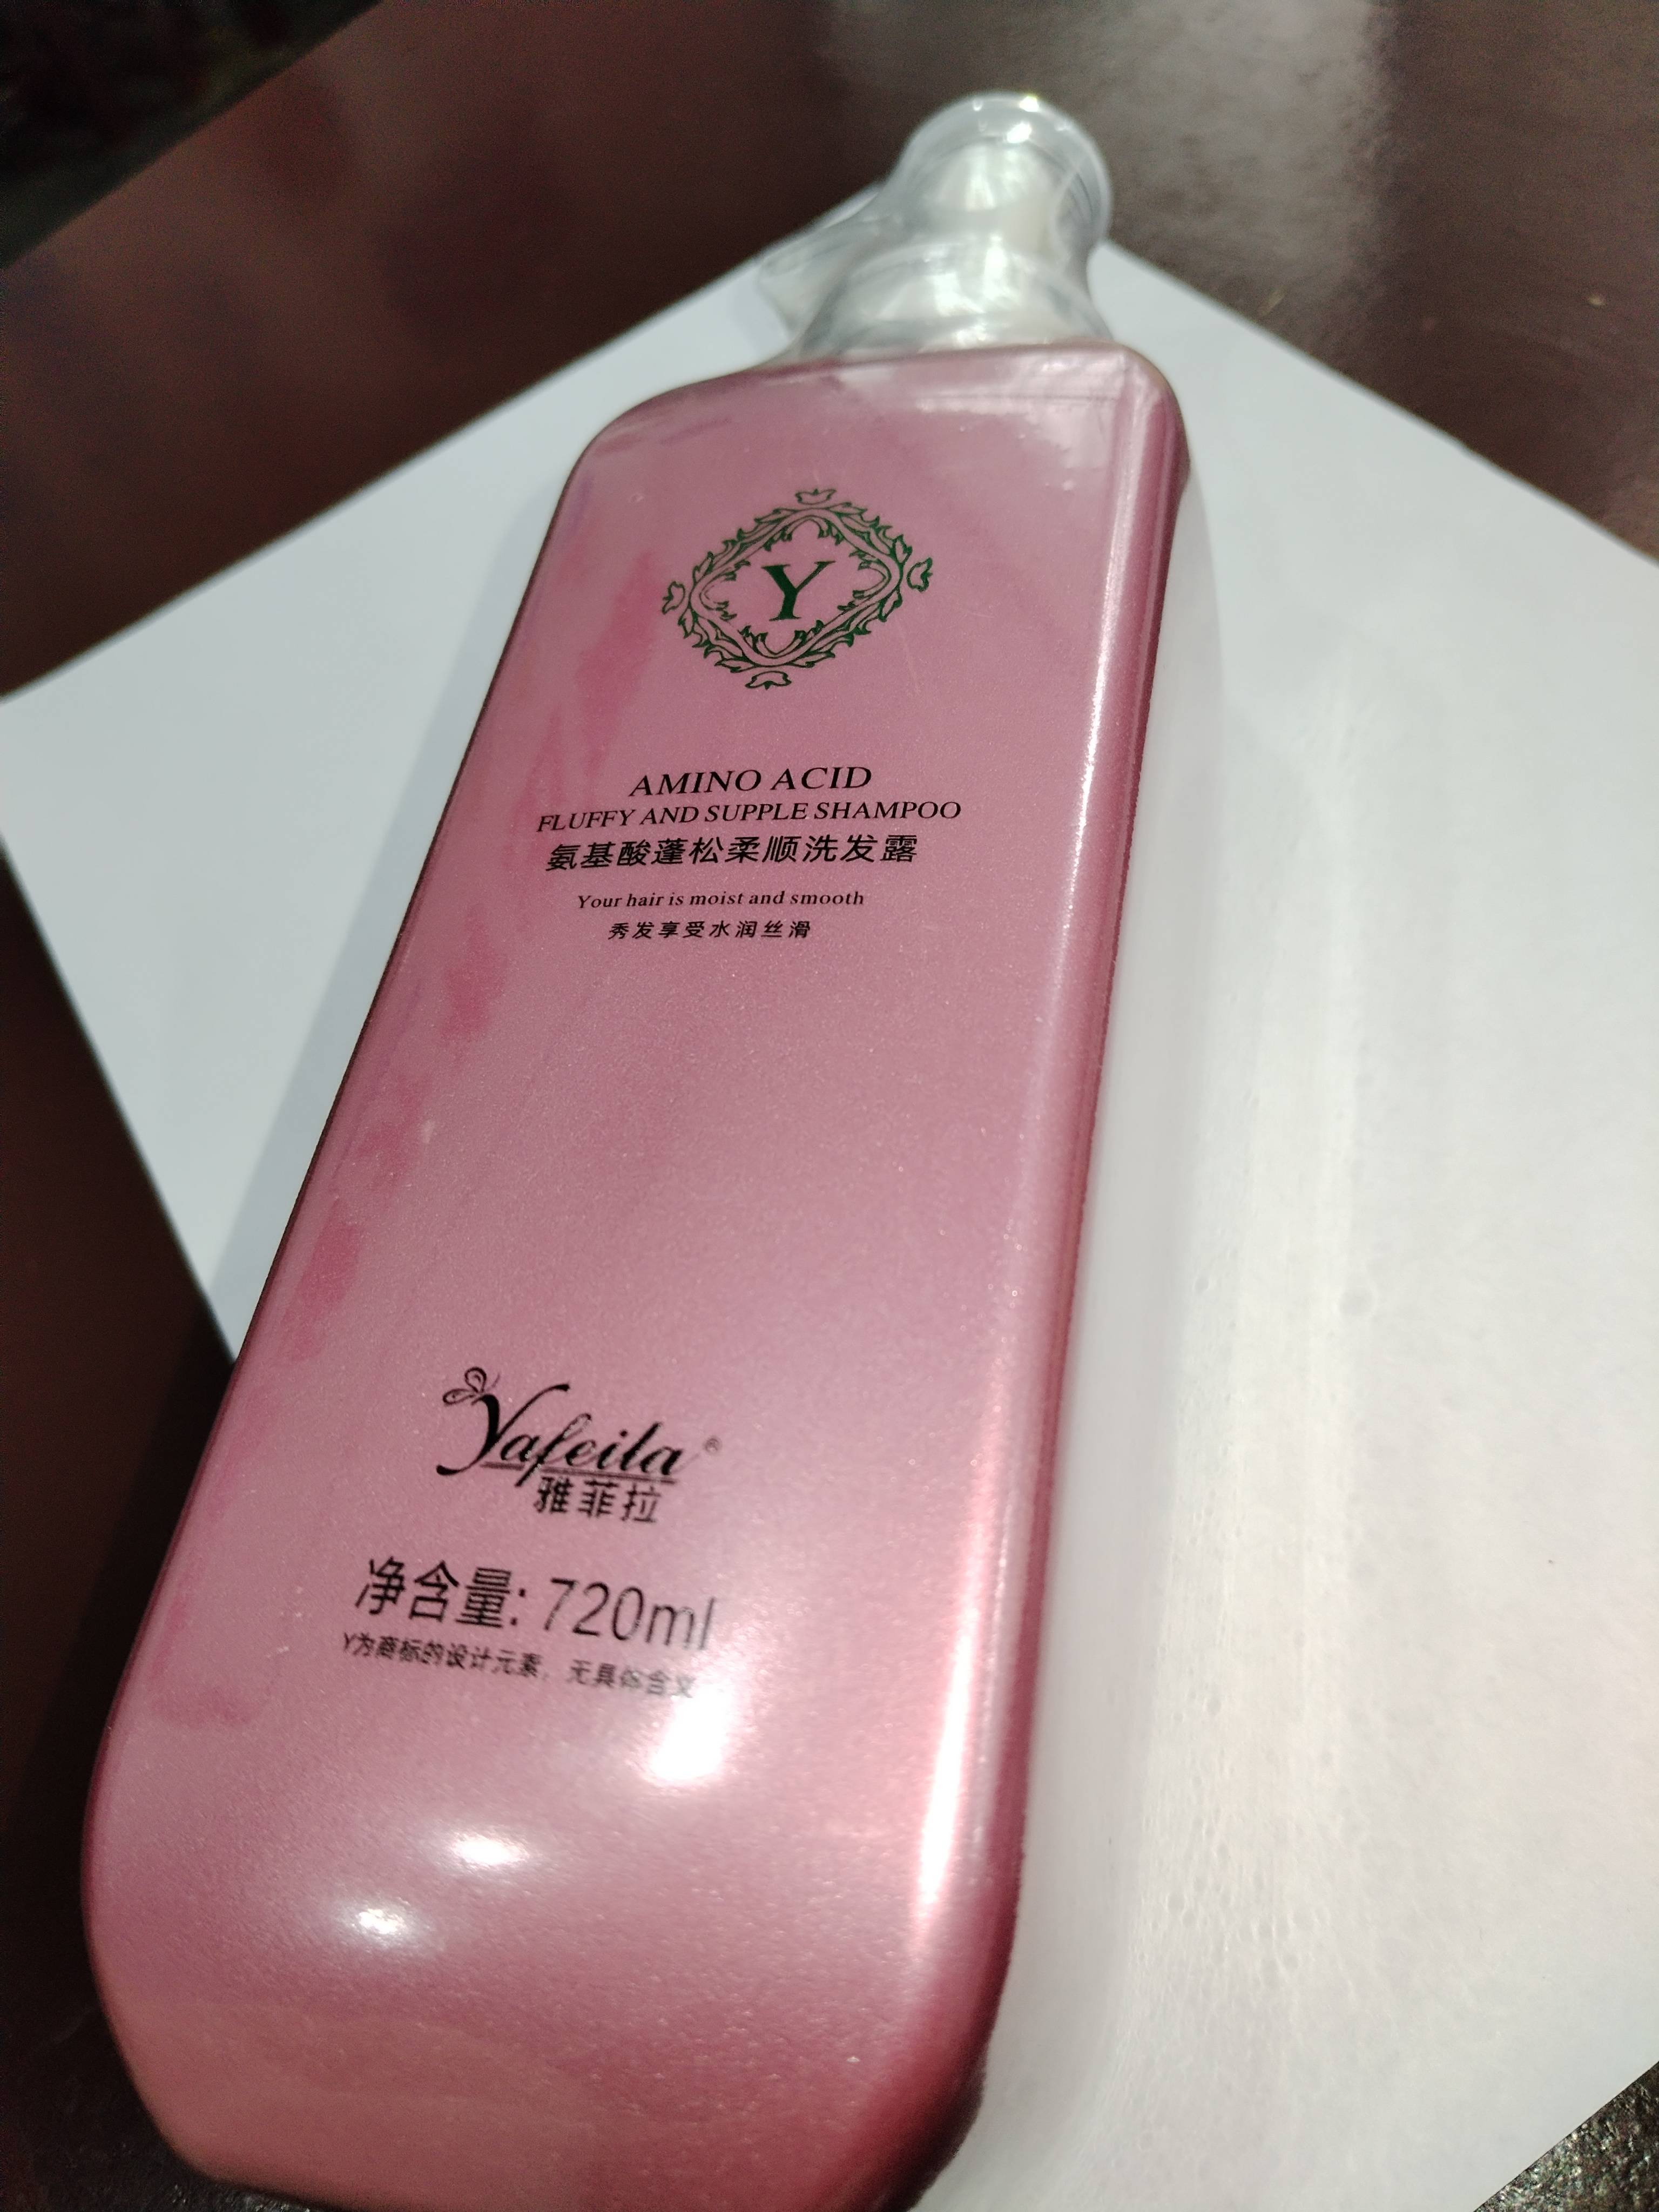 Y
AMINO ACID
FLUFFY AND SUPPLE SHAMPOO
氨基酸蓬松柔顺洗发露
Your hair is moist and smooth
秀发享受水润丝滑
Yafeila®
雅菲拉
净含量: 720ml
Y为商标的设计元素，无具体含义